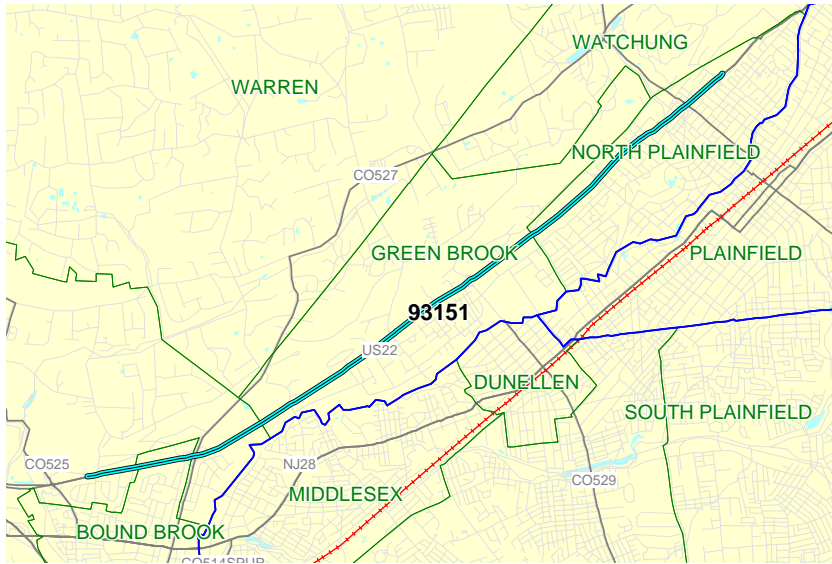 WATCHUNG
WARREN
NORTH PLAINFIELD
CO527
GREEN BROOK
PLAINFIELD
93151
US22
DUNELLEN
SOUTH PLAINFIELD
CO525
NJ28
CO529
MIDDLESEX
BOUND BROOK
CO514SPUR